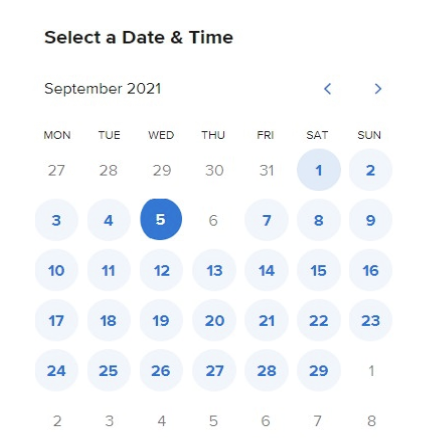 Select a Date & Time
September 2021
MON TUE WED THU FRI SAT SUN
27 28 29 30 31 1 2
3 4 5 6 7 8 9
10 11 12 13 14 15 16
17 18 19 20 21 22 23
24 25 26 27 28 29 1
2 3 4 5 6 7 8